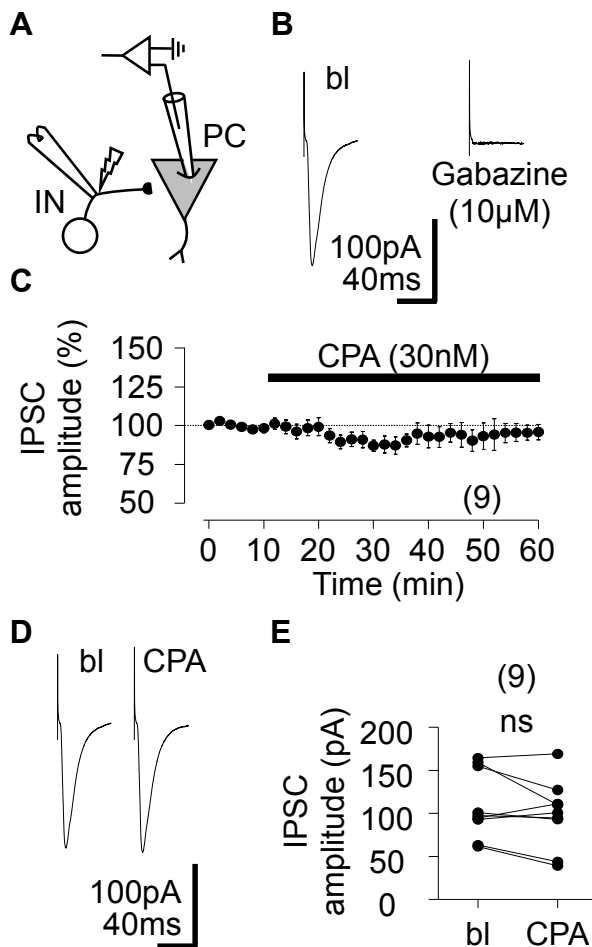 A
PC
IN
B
bl
Gabazine
(10µM)
100pA
40ms
C
IPSC
amplitude (%)
150
125
100
75
50
CPA (30nM)
(9)
0 10 20 30 40 50 60
Time (min)
D
bl CPA
100pA
40ms
E
(9)
ns
IPSC
amplitude (pA)
200
150
100
50
0
bl CPA